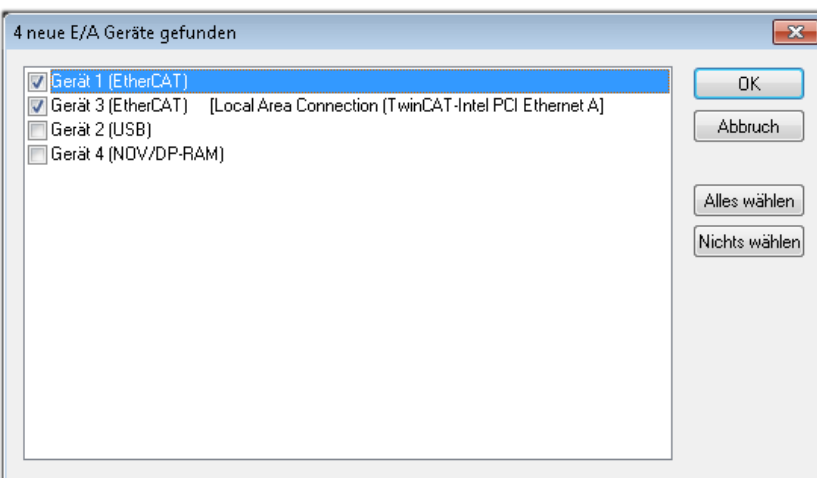 4 neue E/A Geräte gefunden
Gerät 1 (EtherCAT)
Gerät 3 (EtherCAT) [Local Area Connection (TwinCAT-Intel PCI Ethernet A]
Gerät 2 (USB)
Gerät 4 (NOV/DP-RAM)
OK
Abbruch
Alles wählen
Nichts wählen